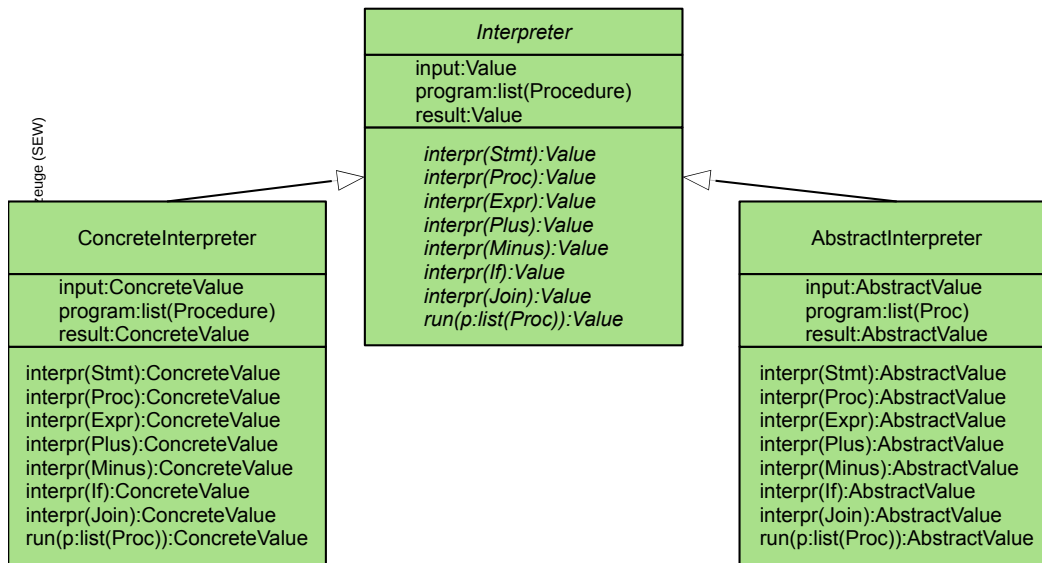 Interpreter
input:Value
program:list(Procedure)
result:Value
interpr(Stmt):Value
interpr(Proc):Value
interpr(Expr):Value
interpr(Plus):Value
interpr(Minus):Value
interpr(If):Value
interpr(Join):Value
run(p:list(Proc)):Value
zeuge (SEW)
ConcreteInterpreter
input:ConcreteValue
program:list(Procedure)
result:ConcreteValue
interpr(Stmt):ConcreteValue
interpr(Proc):ConcreteValue
interpr(Expr):ConcreteValue
interpr(Plus):ConcreteValue
interpr(Minus):ConcreteValue
interpr(If):ConcreteValue
interpr(Join):ConcreteValue
run(p:list(Proc)):ConcreteValue
AbstractInterpreter
input:AbstractValue
program:list(Proc)
result:AbstractValue
interpr(Stmt):AbstractValue
interpr(Proc):AbstractValue
interpr(Expr):AbstractValue
interpr(Plus):AbstractValue
interpr(Minus):AbstractValue
interpr(If):AbstractValue
interpr(Join):AbstractValue
run(p:list(Proc)):AbstractValue